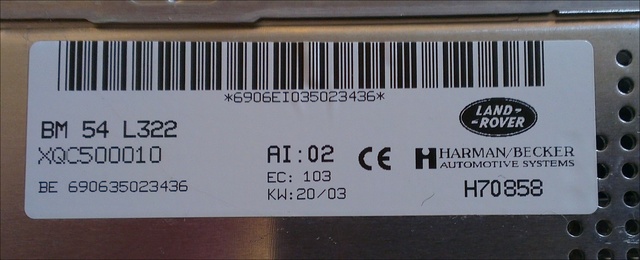 *6906EI035023436*
BM 54 L322
XQC500010
BE 690635023436
AI:02
EC: 103
KW:20/03
CE
LAND-
-ROVER
HARMAN/BECKER
AUTOMOTIVE SYSTEMS
H70858